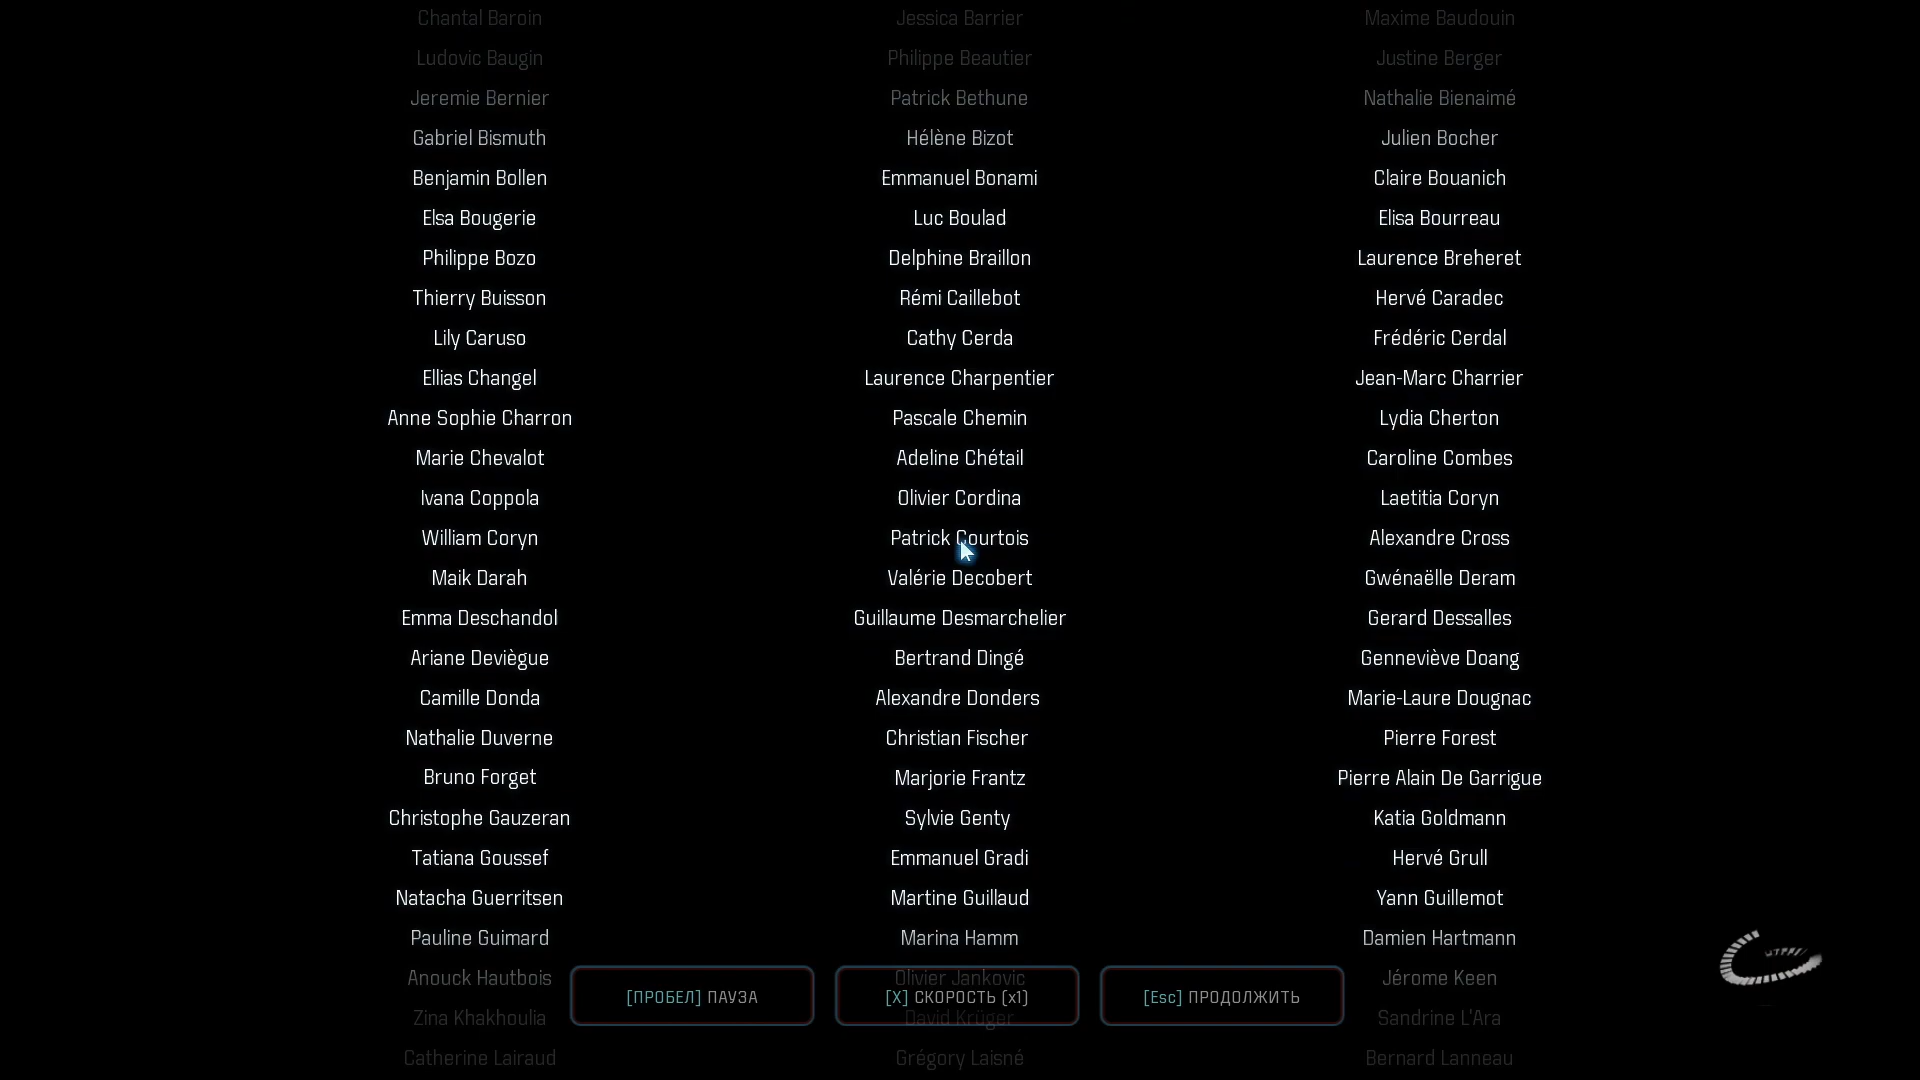 Chantal Baroin Jessica Barrier Maxime Baudouin
Ludovic Baugin Philippe Beautier Justine Berger
Jeremie Bernier Patrick Bethune Nathalie Bienaimé
Gabriel Bismuth Hélène Bizot Julien Bocher
Benjamin Bollen Emmanuel Bonami Claire Bouanich
Elsa Bougerie Luc Boulad Elisa Bourreau
Philippe Bozo Delphine Braillon Laurence Breheret
Thierry Buisson Rémi Caillebot Hervé Caradec
Lily Caruso Cathy Cerda Frédéric Cerdal
Ellias Changel Laurence Charpentier Jean-Marc Charrier
Anne Sophie Charron Pascale Chemin Lydia Cherton
Marie Chevalot Adeline Chétail Caroline Combes
Ivana Coppola Olivier Cordina Laetitia Coryn
William Coryn Patrick Courtois Alexandre Cross
Maik Darah Valérie Decobert Gwénaëlle Deram
Emma Deschandol Guillaume Desmarchelier Gerard Dessalles
Ariane Deviègue Bertrand Dingé Genneviève Doang
Camille Donda Alexandre Donders Marie-Laure Dougnac
Nathalie Duverne Christian Fischer Pierre Forest
Bruno Forget Marjorie Frantz Pierre Alain De Garrigue
Christophe Gauzeran Sylvie Genty Katia Goldmann
Tatiana Goussef Emmanuel Gradi Hervé Grull
Natacha Guerritsen Martine Guillaud Yann Guillemot
Pauline Guimard Marina Hamm Damien Hartmann
Anouck Hautbois Olivier Jankovic Jérome Keen
[ПРОБЕЛ] ПАУЗА [X] СКОРОСТЬ (x1) [Esc] ПРОДОЛЖИТЬ
Zina Khakhoulia David Krüger Sandrine L'Ara
Catherine Lairaud Grégory Laisné Bernard Lanneau